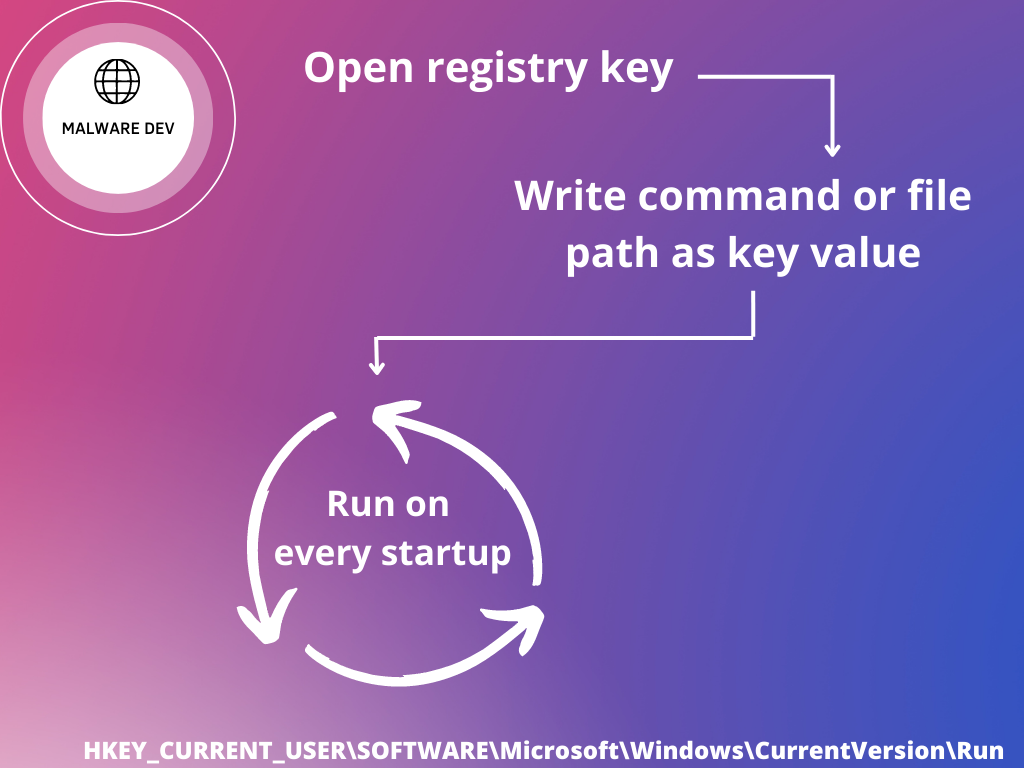 MALWARE DEV
Open registry key
Write command or file
path as key value
Run on
every startup
HKEY_CURRENT_USER\SOFTWARE\Microsoft\Windows\CurrentVersion\Run